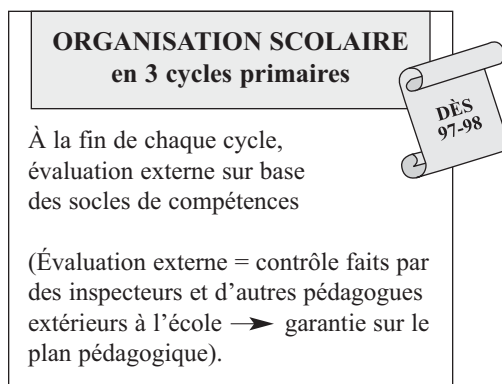 ORGANISATION SCOLAIRE
en 3 cycles primaires
DÈS
97-98
À la fin de chaque cycle,
évaluation externe sur base
des socles de compétences
(Évaluation externe = contrôle faits par
des inspecteurs et d'autres pédagogues
extérieurs à l'école → garantie sur le
plan pédagogique).